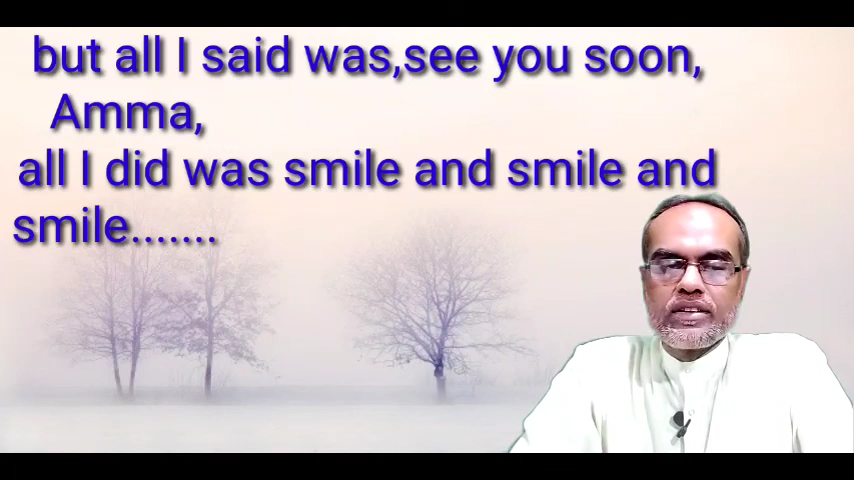 but all I said was,see you soon,
Amma,
all I did was smile and smile and
smile.......